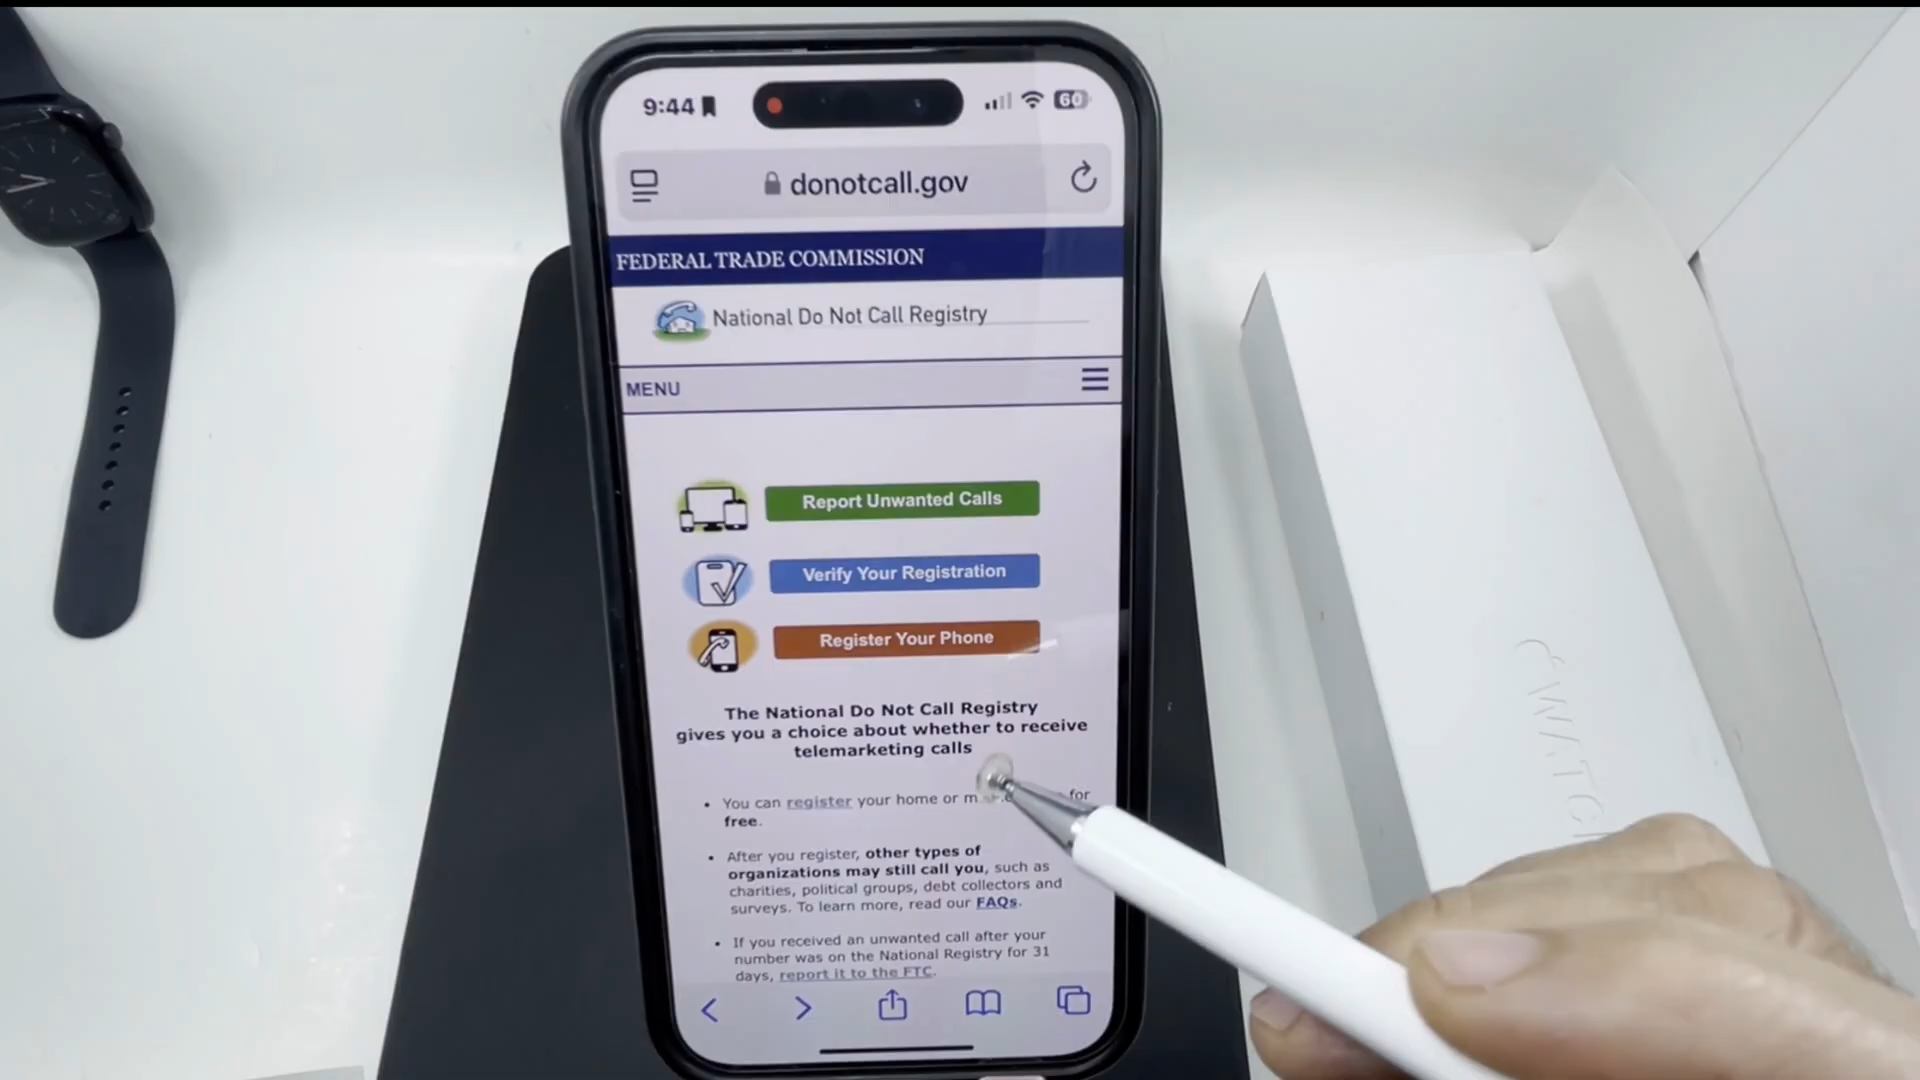 9:44
60
donotcall.gov
FEDERAL TRADE COMMISSION
National Do Not Call Registry
MENU
Report Unwanted Calls
Verify Your Registration
Register Your Phone
The National Do Not Call Registry
gives you a choice about whether to receive
telemarketing calls
• You can register your home or for
free.
• After you register, other types of
organizations may still call you, such as
charities, political groups, debt collectors and
surveys. To learn more, read our FAQs.
• If you received an unwanted call after your
number was on the National Registry for 31
days, report it to the FTC.
WATCH